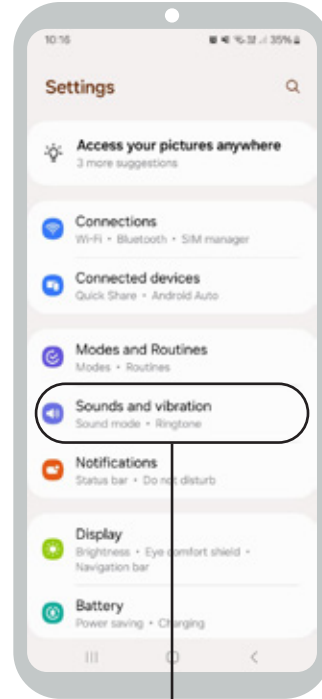 10:16
35%
Settings
Access your pictures anywhere
3 more suggestions
Connections
Wi-Fi • Bluetooth • SIM manager
Connected devices
Quick Share • Android Auto
Modes and Routines
Modes • Routines
Sounds and vibration
Sound mode • Ringtone
Notifications
Status bar • Do not disturb
Display
Brightness • Eye comfort shield •
Navigation bar
Battery
Power saving • Charging